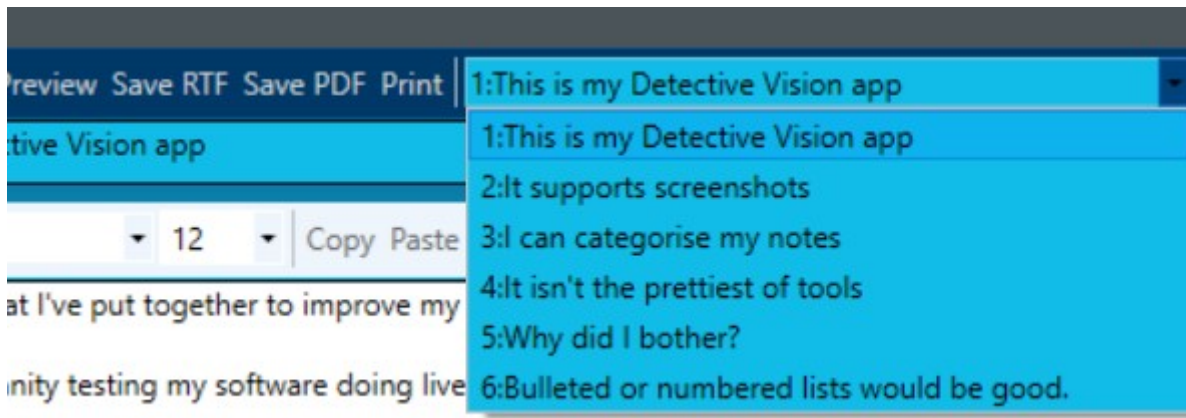 Preview Save RTF Save PDF Print 1:This is my Detective Vision app
ctive Vision app 1:This is my Detective Vision app
2:It supports screenshots
12 Copy Paste 3:I can categorise my notes
4:It isn't the prettiest of tools
at I've put together to improve my
5:Why did I bother?
nity testing my software doing live 6:Bulleted or numbered lists would be good.